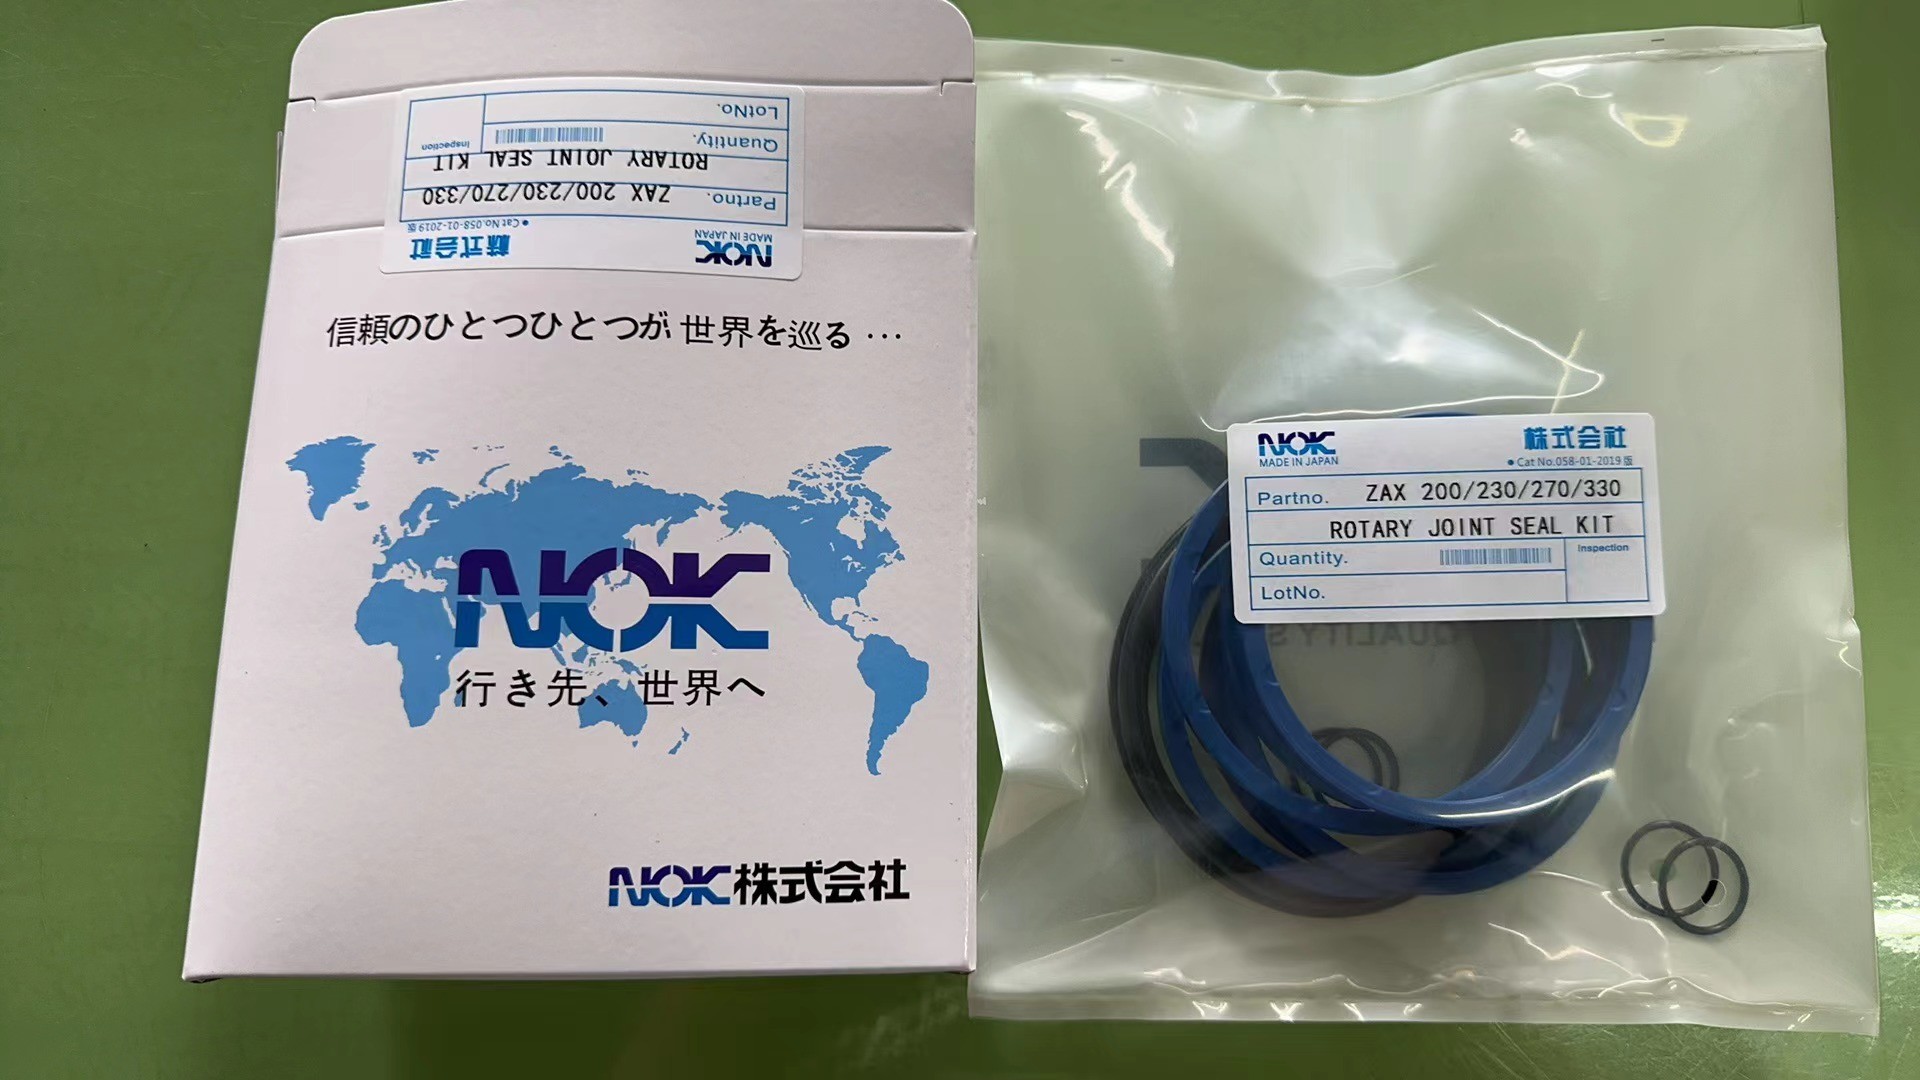 NOK 株式会社
MADE IN JAPAN ●Cat No.058-01-2019版
Partno. ZAX 200/230/270/330
ROTARY JOINT SEAL KIT
Quantity. Inspection
LotNo.
信頼のひとつひとつが世界を巡る…
NOK
行き先、世界へ
NOK株式会社
NOK 株式会社
MADE IN JAPAN ●Cat No.058-01-2019版
Partno. ZAX 200/230/270/330
ROTARY JOINT SEAL KIT
Quantity. Inspection
LotNo.
QUALITY S